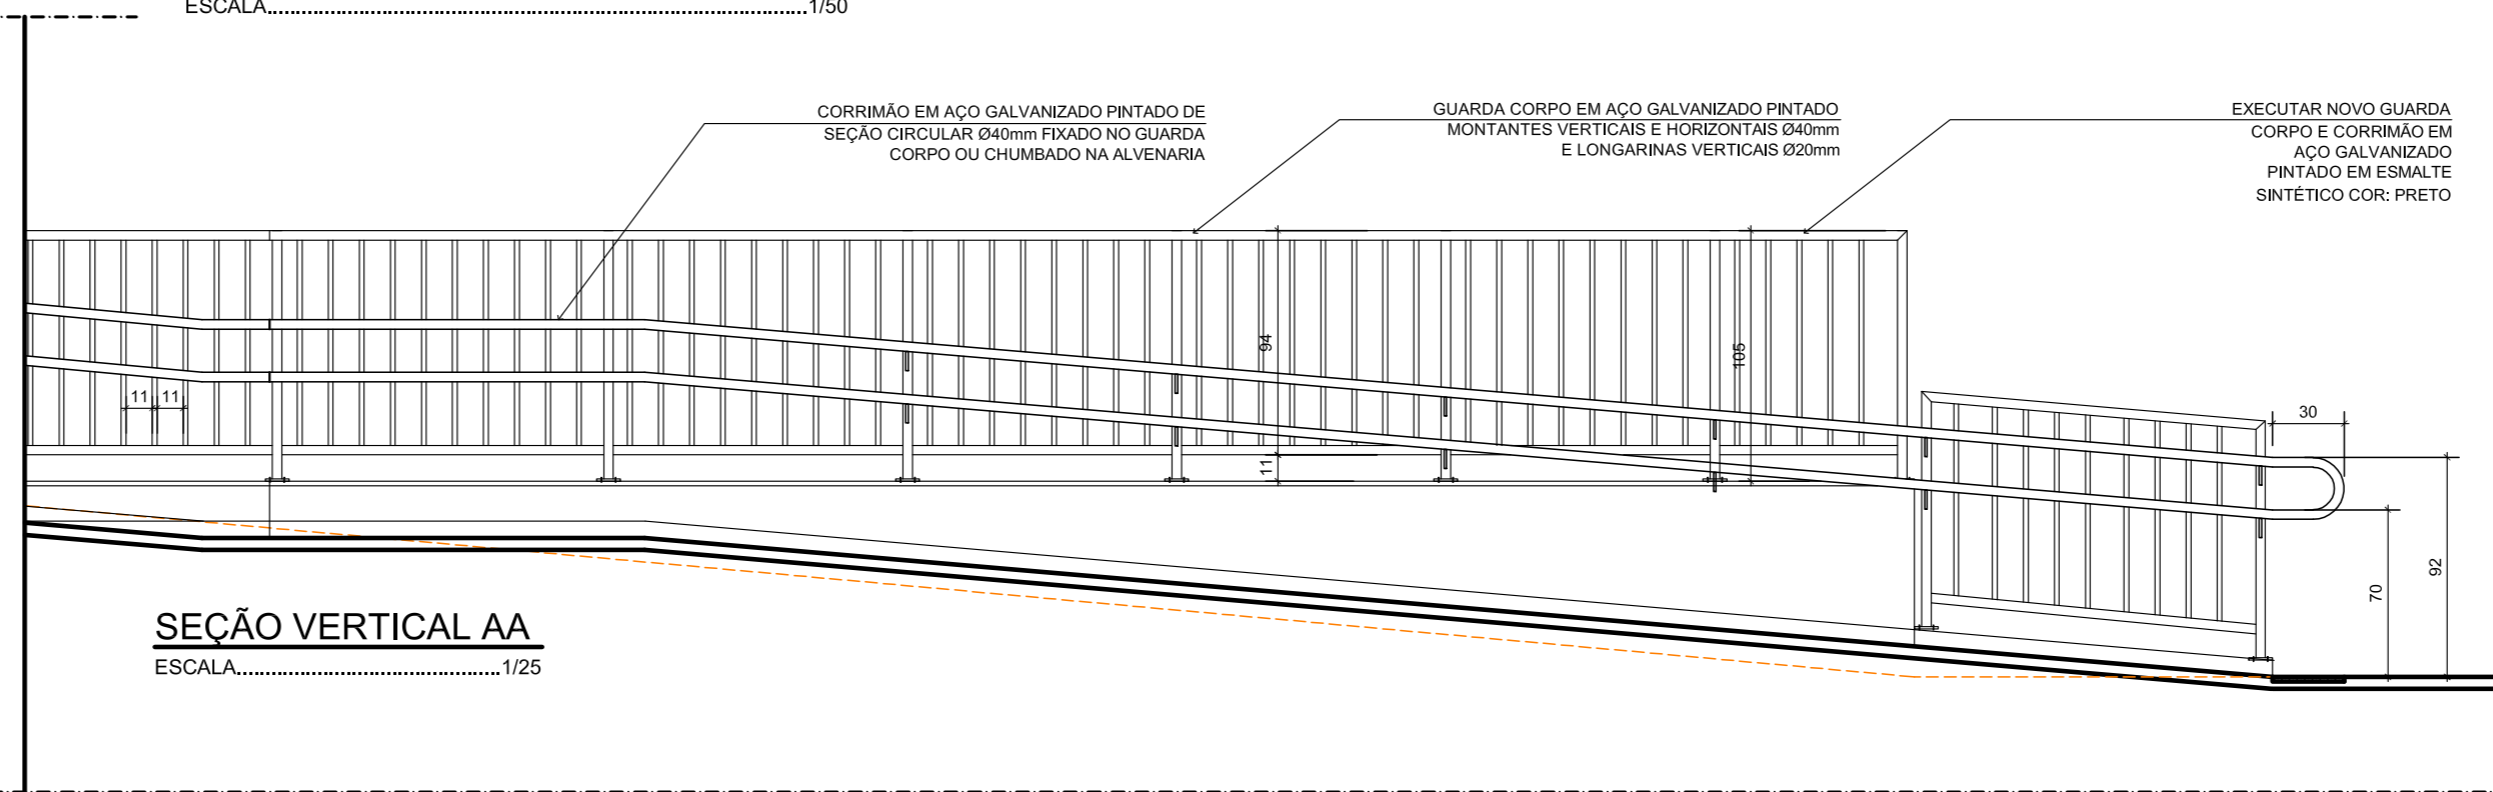 ESCALA........................................................................................................1/50
CORRIMÃO EM AÇO GALVANIZADO PINTADO DE
SEÇÃO CIRCULAR Ø40mm FIXADO NO GUARDA
CORPO OU CHUMBADO NA ALVENARIA
GUARDA CORPO EM AÇO GALVANIZADO PINTADO
MONTANTES VERTICAIS E HORIZONTAIS Ø40mm
E LONGARINAS VERTICAIS Ø20mm
EXECUTAR NOVO GUARDA
CORPO E CORRIMÃO EM
AÇO GALVANIZADO
PINTADO EM ESMALTE
SINTÉTICO COR: PRETO
94
105
11 11
30
11
92
70
SEÇÃO VERTICAL AA
ESCALA..................................................1/25